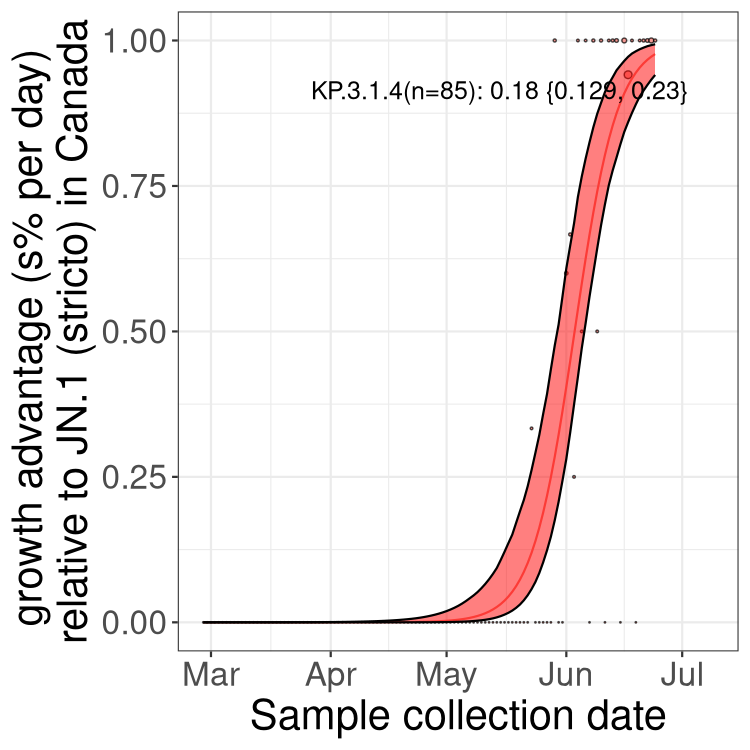 growth advantage (s% per day)
relative to JN.1 (stricto) in Canada
1.00
0.75
0.50
0.25
0.00
KP.3.1.4(n=85): 0.18 {0.129, 0.23}
Mar Apr May Jun Jul
Sample collection date